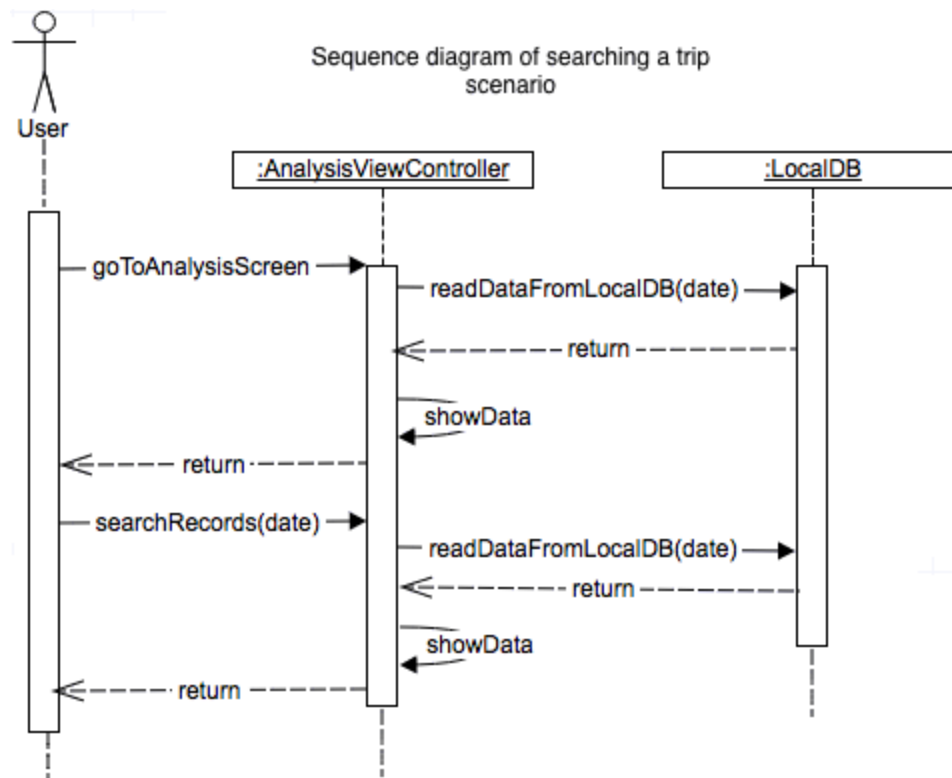 Sequence diagram of searching a trip
scenario
User
:AnalysisViewController
:LocalDB
goToAnalysisScreen
readDataFromLocalDB(date)
return
showData
return
searchRecords(date)
readDataFromLocalDB(date)
return
showData
return